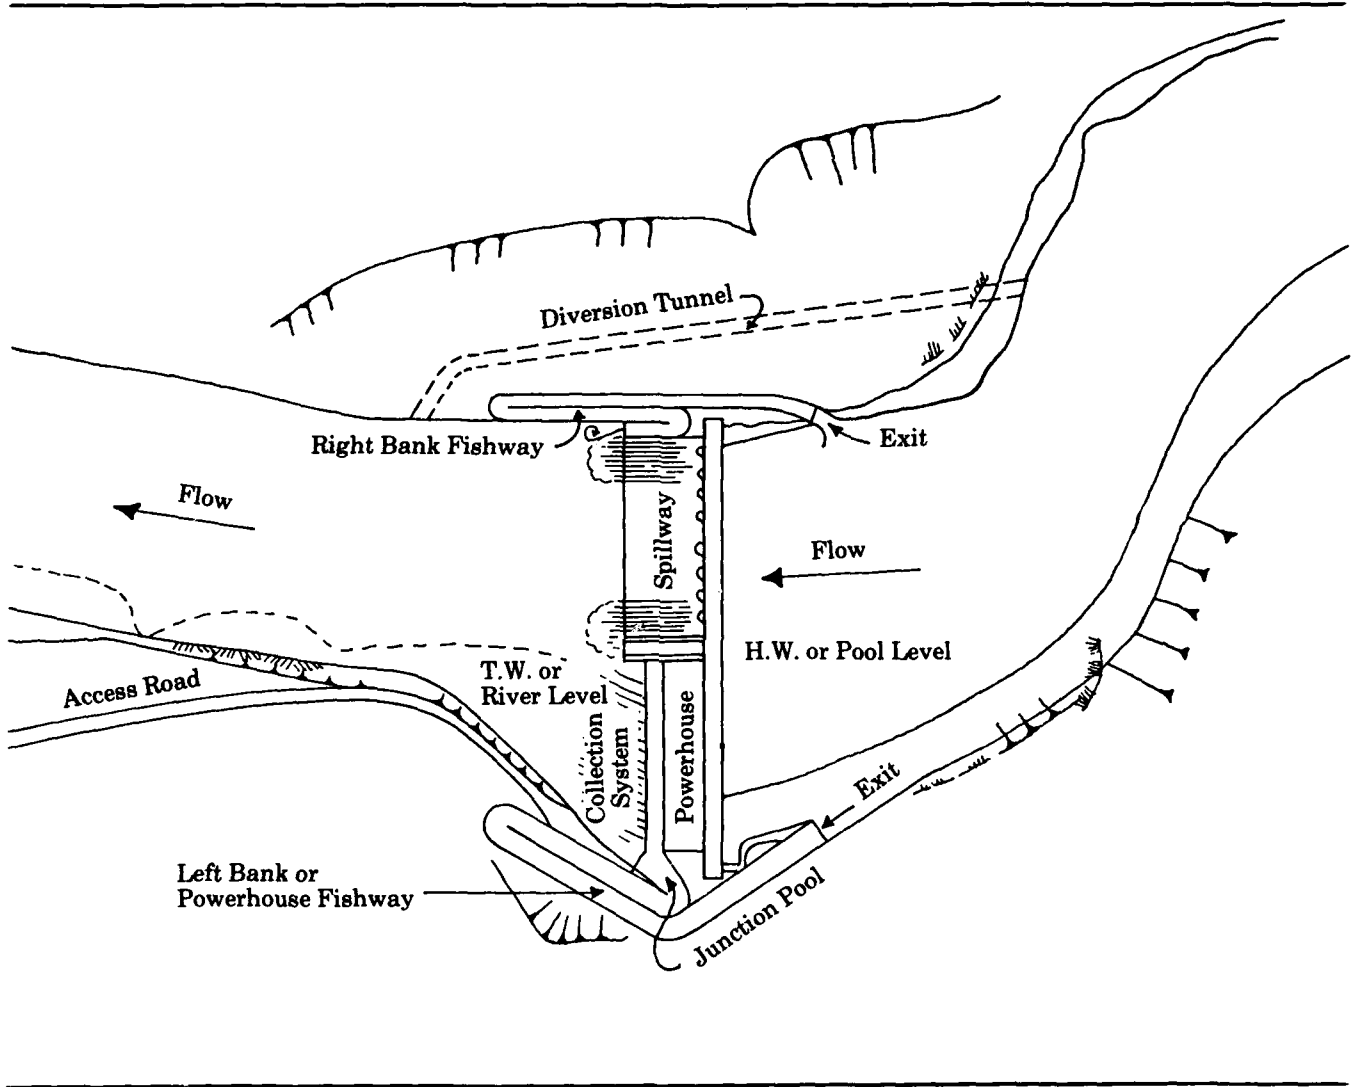 Diversion Tunnel
Right Bank Fishway
Exit
Flow
Spillway
Flow
H.W. or Pool Level
T.W. or
River Level
Access Road
Collection
System
Powerhouse
Exit
Left Bank or
Powerhouse Fishway
Junction Pool